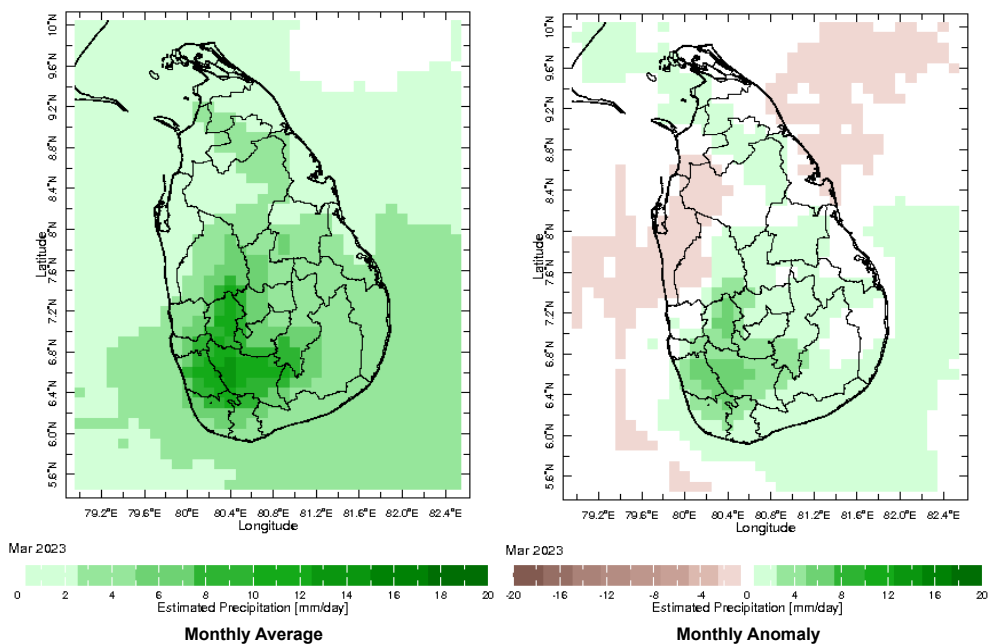 10°N
9.6°N
9.2°N
8.8°N
8.4°N
8°N
7.6°N
7.2°N
6.8°N
6.4°N
6.0°N
5.6°N
Latitude
79.2°E 79.6°E 80°E 80.4°E 80.8°E 81.2°E 81.6°E 82.0°E 82.4°E
Longitude
Mar 2023
0 2 4 6 8 10 12 14 16 18 20
Estimated Precipitation [mm/day]
Monthly Average
10°N
9.6°N
9.2°N
8.8°N
8.4°N
8°N
7.6°N
7.2°N
6.8°N
6.4°N
6.0°N
5.6°N
Latitude
79.2°E 79.6°E 80°E 80.4°E 80.8°E 81.2°E 81.6°E 82.0°E 82.4°E
Longitude
Mar 2023
-20 -16 -12 -8 -4 0 4 8 12 16 20
Estimated Precipitation [mm/day]
Monthly Anomaly